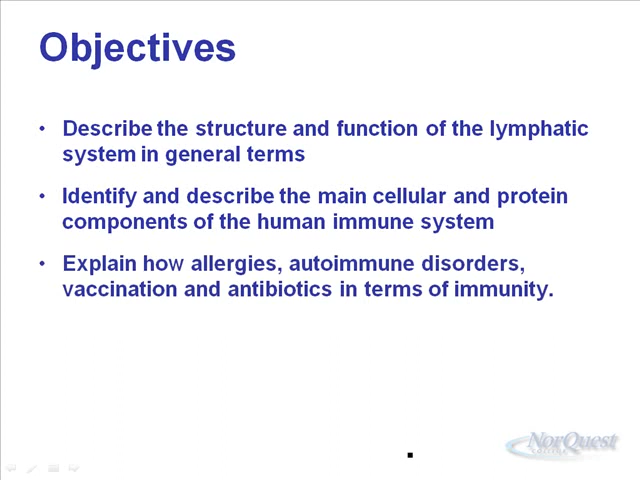 Objectives
• Describe the structure and function of the lymphatic
system in general terms
• Identify and describe the main cellular and protein
components of the human immune system
• Explain how allergies, autoimmune disorders,
vaccination and antibiotics in terms of immunity.
NorQuest
COLLEGE